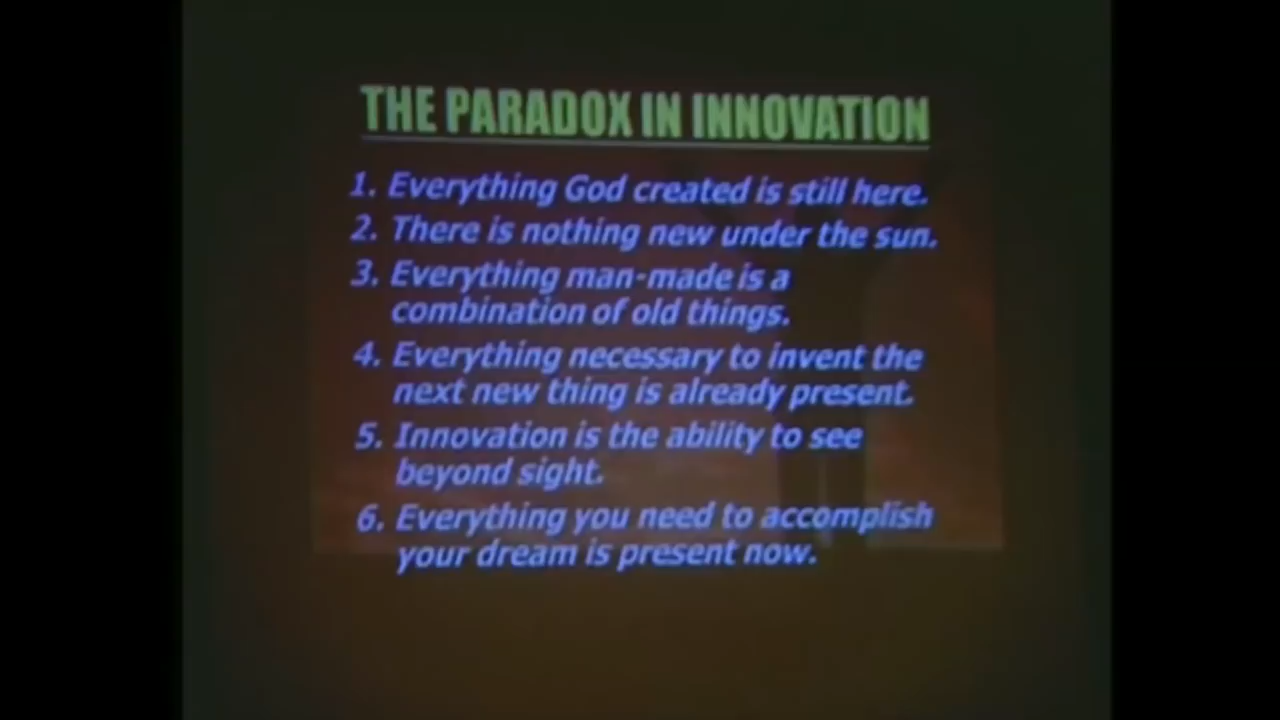 THE PARADOX IN INNOVATION
1. Everything God created is still here.
2. There is nothing new under the sun.
3. Everything man-made is a
combination of old things.
4. Everything necessary to invent the
next new thing is already present.
5. Innovation is the ability to see
beyond sight.
6. Everything you need to accomplish
your dream is present now.